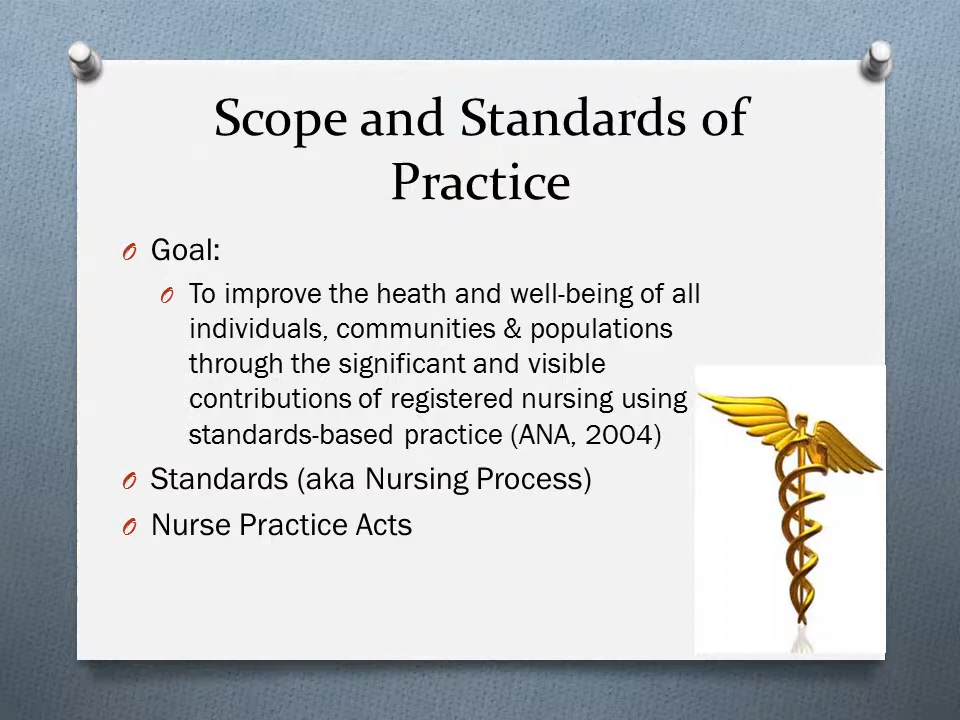 Scope and Standards of
Practice
Goal:
To improve the heath and well-being of all
individuals, communities & populations
through the significant and visible
contributions of registered nursing using
standards-based practice (ANA, 2004)
Standards (aka Nursing Process)
Nurse Practice Acts